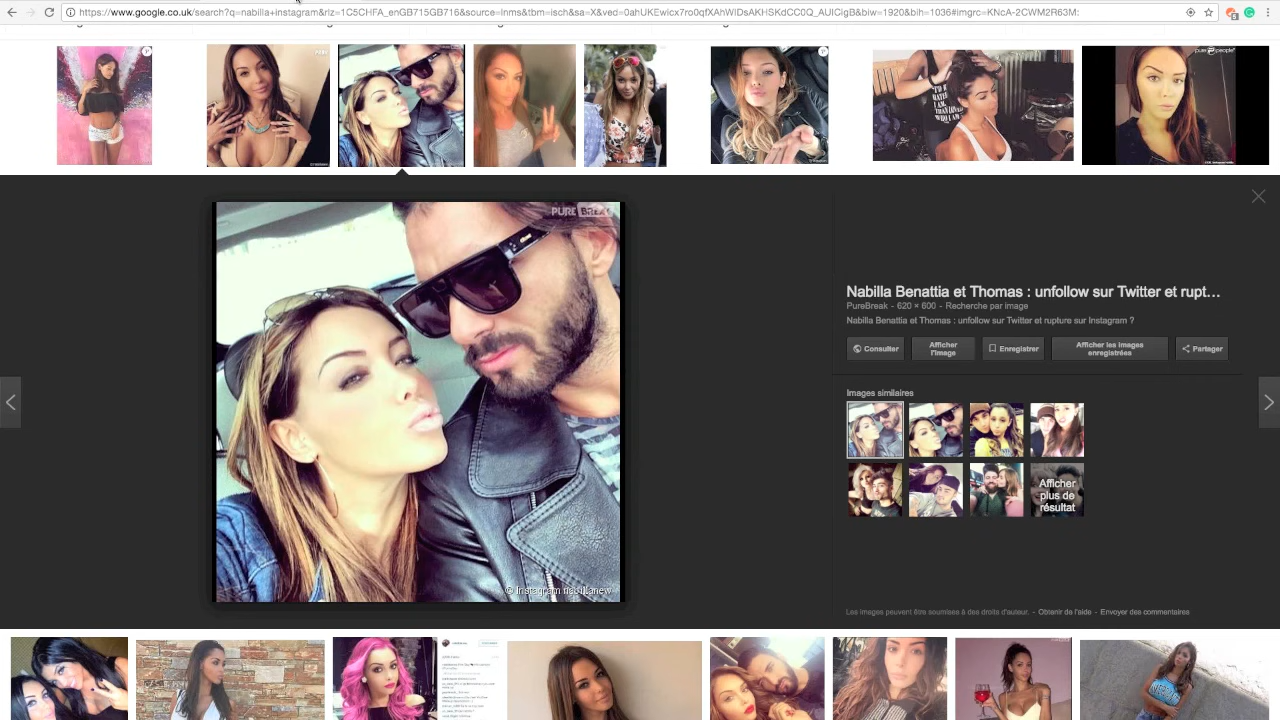 https://www.google.co.uk/search?q=nabilla+instagram&rlz=1C5CHFA_enGB715GB716&source=lnms&tbm=isch&sa=X&ved=0ahUKEwicx7ro0qfXAhWIDsAKHSKdCC0Q_AUICigB&biw=1920&bih=1036#imgrc=KNcA-2CWM2R63M:
pure people
PURE BREAK
Nabilla Benattia et Thomas : unfollow sur Twitter et rupt...
PureBreak - 620 × 600 - Recherche par image
Nabilla Benattia et Thomas : unfollow sur Twitter et rupture sur Instagram ?
Consulter
Afficher l'image
Enregistrer
Afficher les images enregistrées
Partager
Images similaires
Afficher
plus de
résultat
© Instagram nabillanew
Les images peuvent être soumises à des droits d'auteur. - Obtenir de l'aide - Envoyer des commentaires